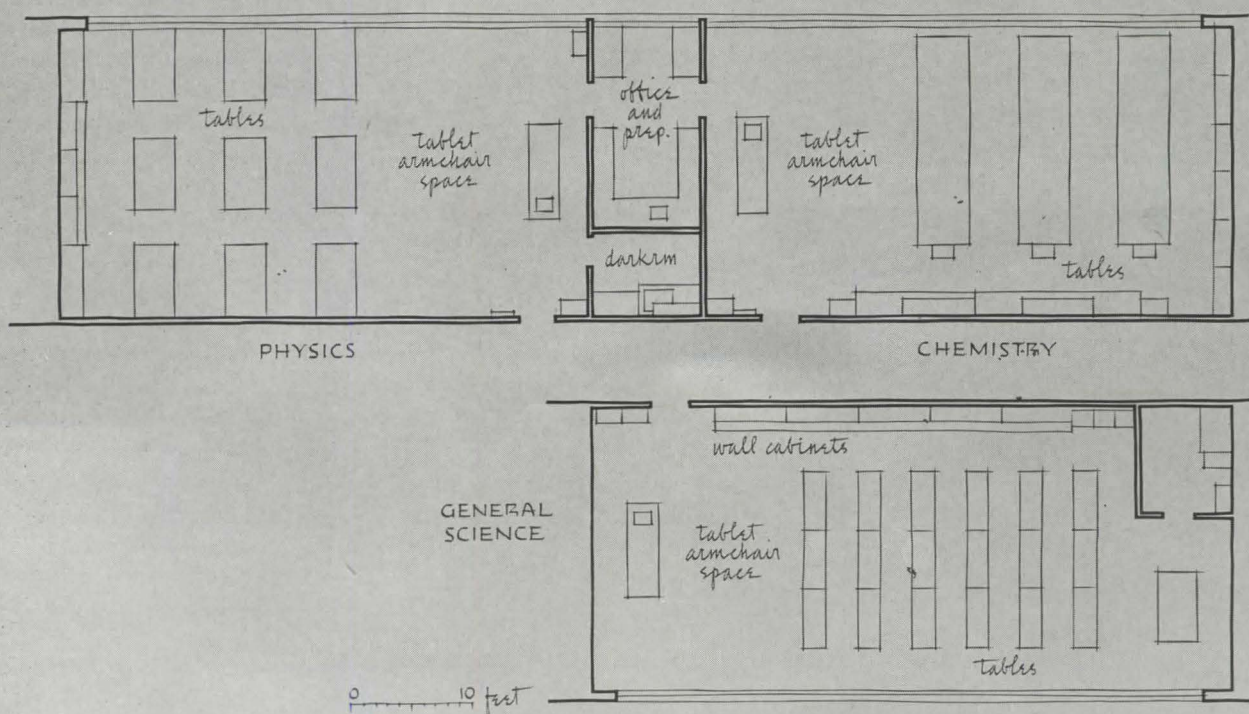 tables
tablet
armchair
space
office
and
prep.
darkrm
tablet
armchair
space
tables
PHYSICS
CHEMISTRY
wall cabinets
GENERAL
SCIENCE
tablet
armchair
space
tables
0 10 feet